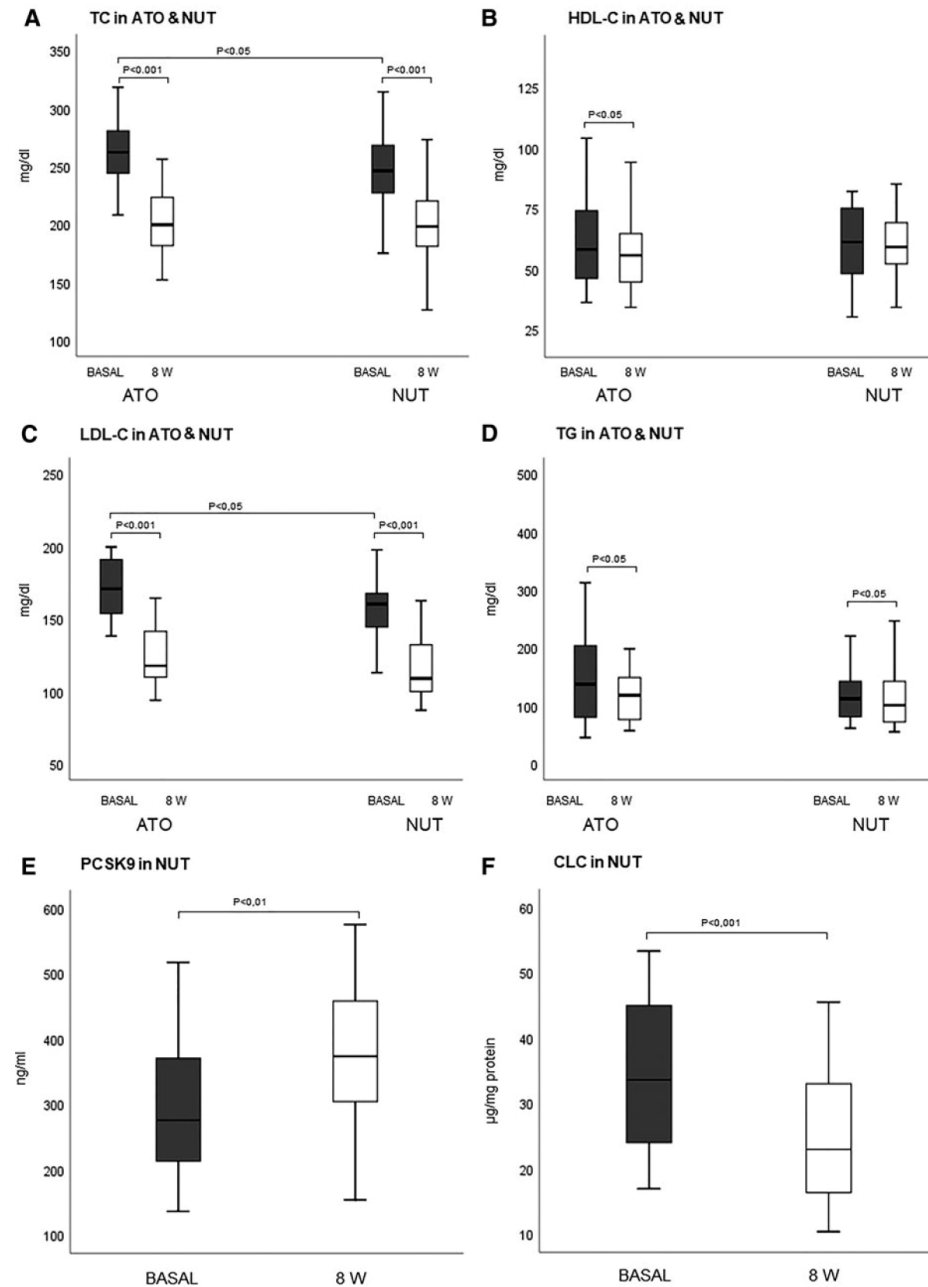 A
TC in ATO & NUT
350
300
250
200
150
100
mg/dl
P<0.05
P<0.001
P<0.001
BASAL 8 W
BASAL 8 W
ATO
NUT
B
HDL-C in ATO & NUT
125
100
75
50
25
mg/dl
P<0.05
BASAL 8 W
BASAL 8 W
ATO
NUT
C
LDL-C in ATO & NUT
250
200
150
100
50
mg/dl
P<0,05
P<0.001
P<0,001
BASAL 8 W
BASAL 8 W
ATO
NUT
D
TG in ATO & NUT
500
400
300
200
100
0
mg/dl
P<0.05
P<0.05
BASAL 8 W
BASAL 8 W
ATO
NUT
E
PCSK9 in NUT
600
500
400
300
200
100
ng/ml
P<0,01
BASAL 8 W
F
CLC in NUT
60
50
40
30
20
10
µg/mg protein
P<0,001
BASAL 8 W